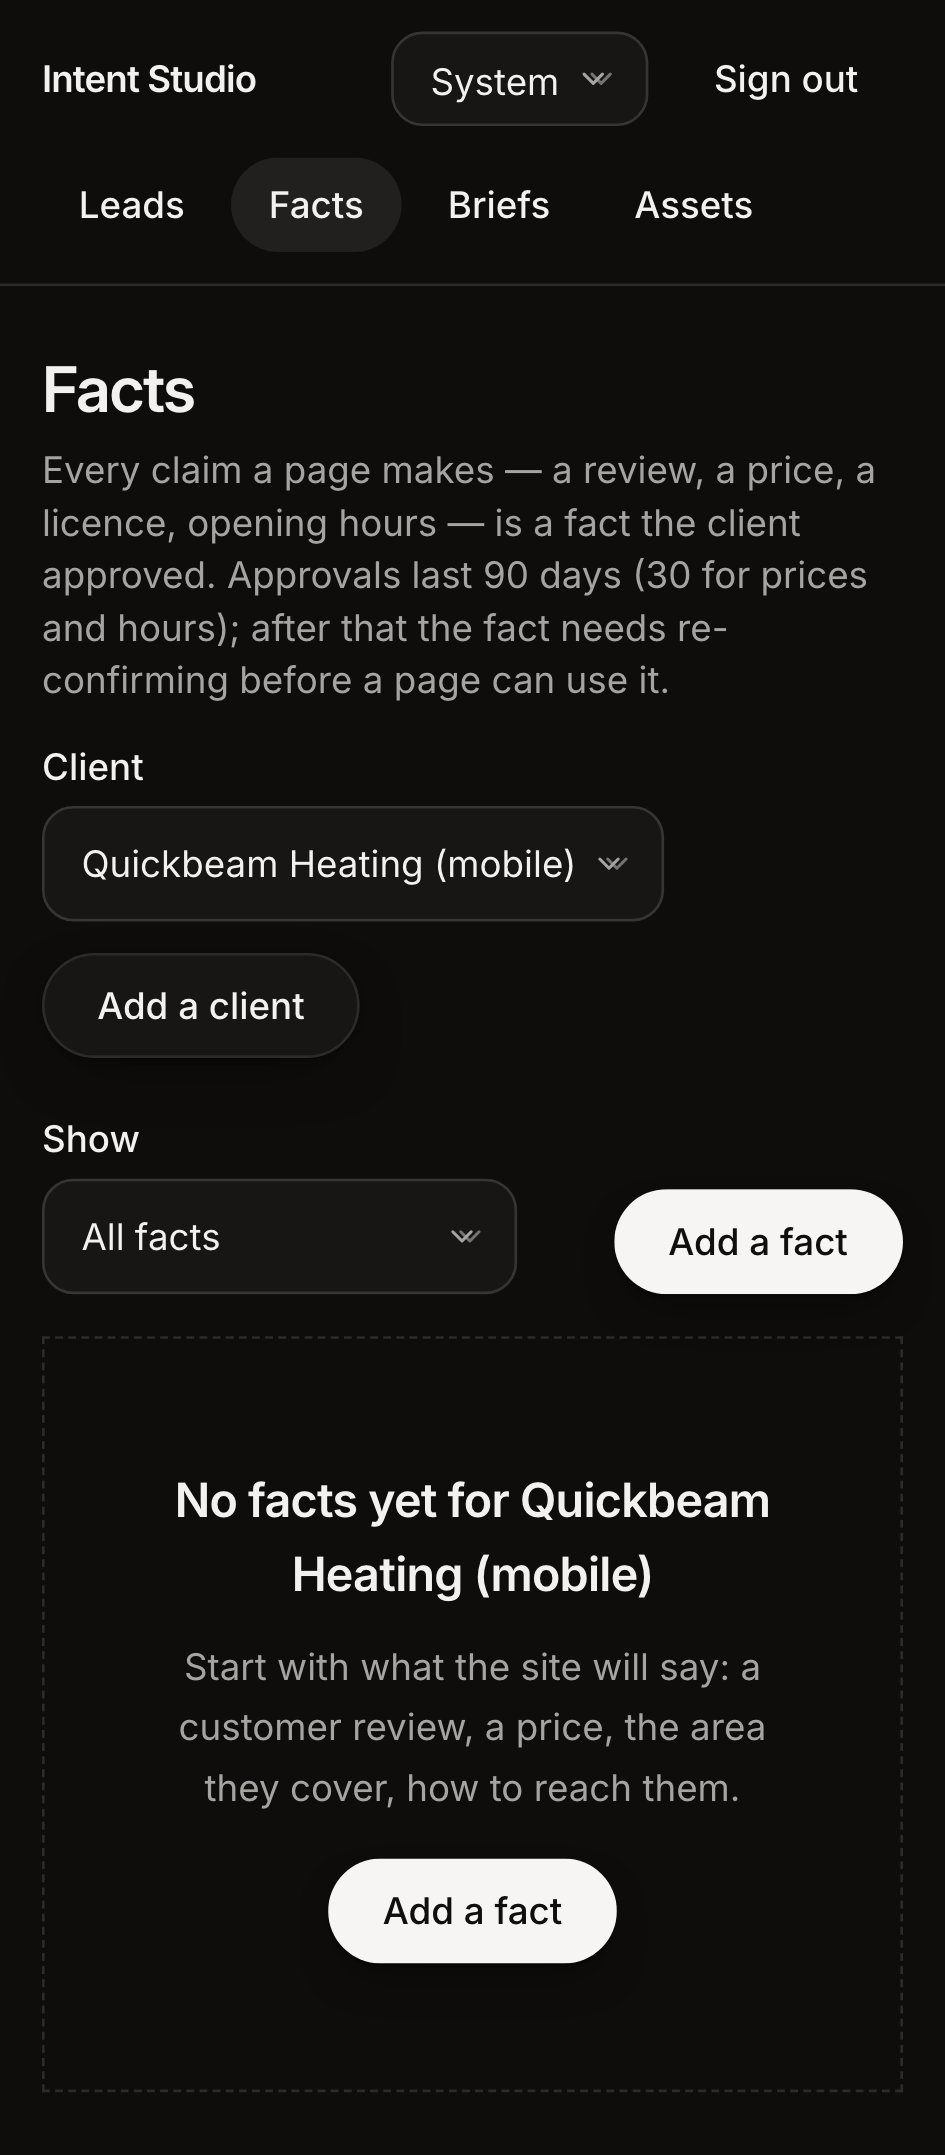 Intent Studio
System
Sign out
Leads
Facts
Briefs
Assets
Facts
Every claim a page makes — a review, a price, a
licence, opening hours — is a fact the client
approved. Approvals last 90 days (30 for prices
and hours); after that the fact needs re-
confirming before a page can use it.
Client
Quickbeam Heating (mobile)
Add a client
Show
All facts
Add a fact
No facts yet for Quickbeam
Heating (mobile)
Start with what the site will say: a
customer review, a price, the area
they cover, how to reach them.
Add a fact